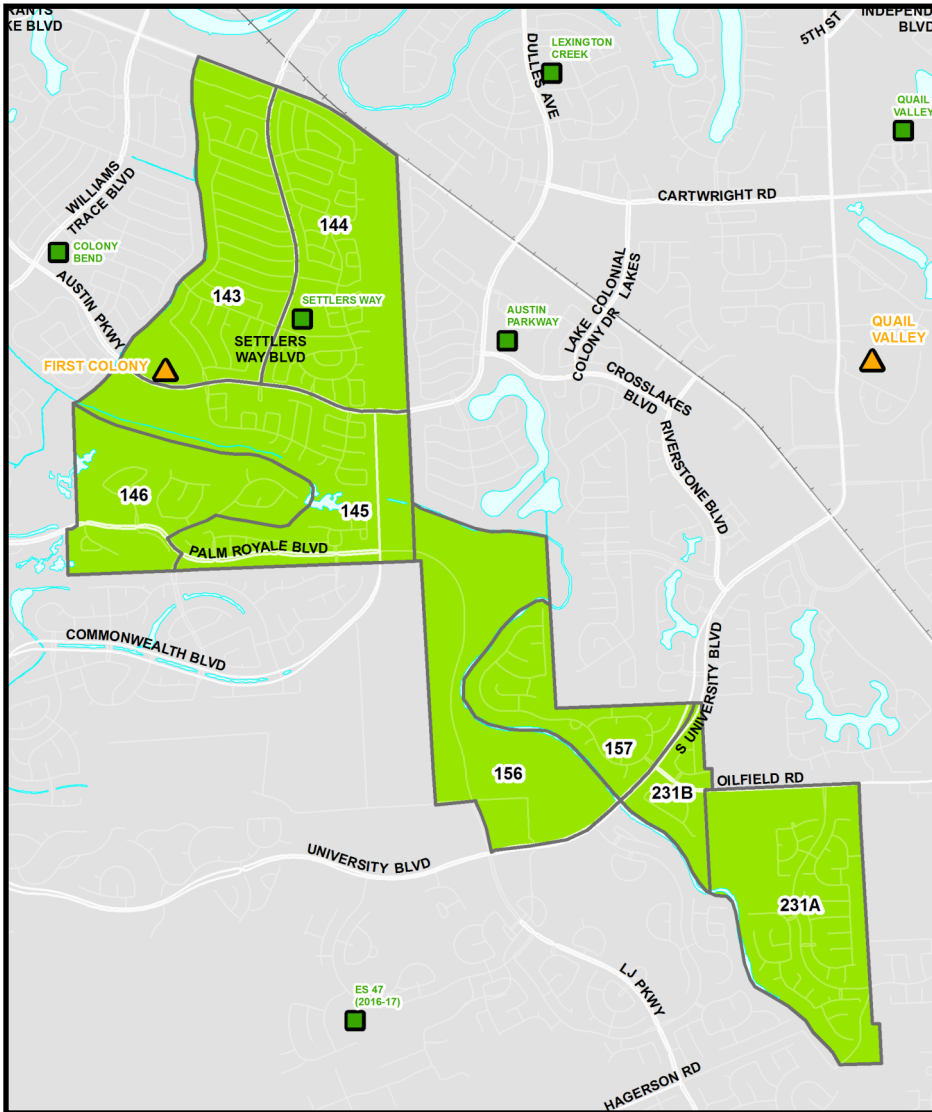 RANTS
KE BLVD
INDEPEND
BLVD
5TH ST
DULLES AVE
LEXINGTON
CREEK
QUAIL
VALLEY
WILLIAMS
TRACE BLVD
CARTWRIGHT RD
144
COLONY
BEND
AUSTIN PKWY
143
SETTLERS WAY
SETTLERS
WAY BLVD
AUSTIN
PARKWAY
COLONIAL
LAKES
LAKE
COLONY DR
QUAIL
VALLEY
FIRST COLONY
CROSSLAKES
BLVD
RIVERSTONE BLVD
146
145
PALM ROYALE BLVD
COMMONWEALTH BLVD
S UNIVERSITY BLVD
157
156
231B
OILFIELD RD
UNIVERSITY BLVD
231A
LJ PKWY
ES 47
(2016-17)
HAGERSON RD